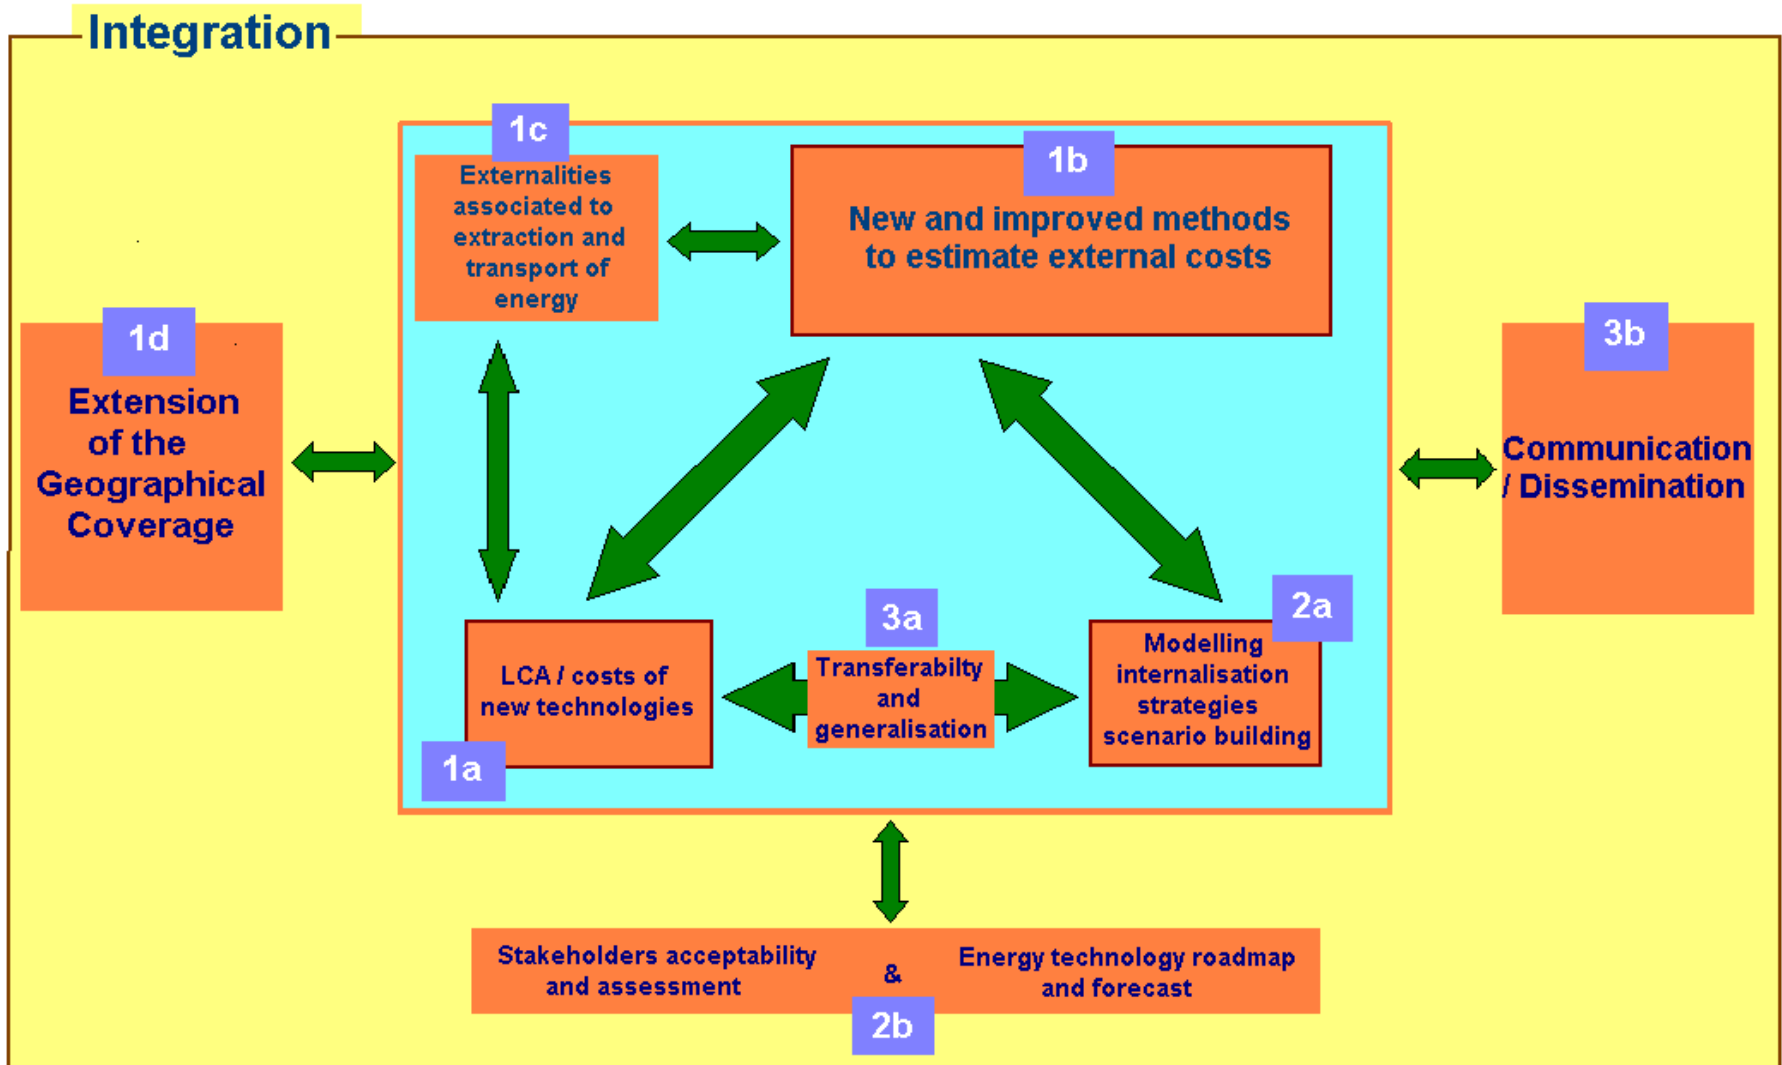 Integration
1c
Externalities
associated to
extraction and
transport of
energy
1b
New and improved methods
to estimate external costs
1d
Extension
of the
Geographical
Coverage
3b
Communication
/ Dissemination
LCA / costs of
new technologies
1a
3a
Transferabilty
and
generalisation
2a
Modelling
internalisation
strategies
scenario building
Stakeholders acceptability
and assessment
&
Energy technology roadmap
and forecast
2b